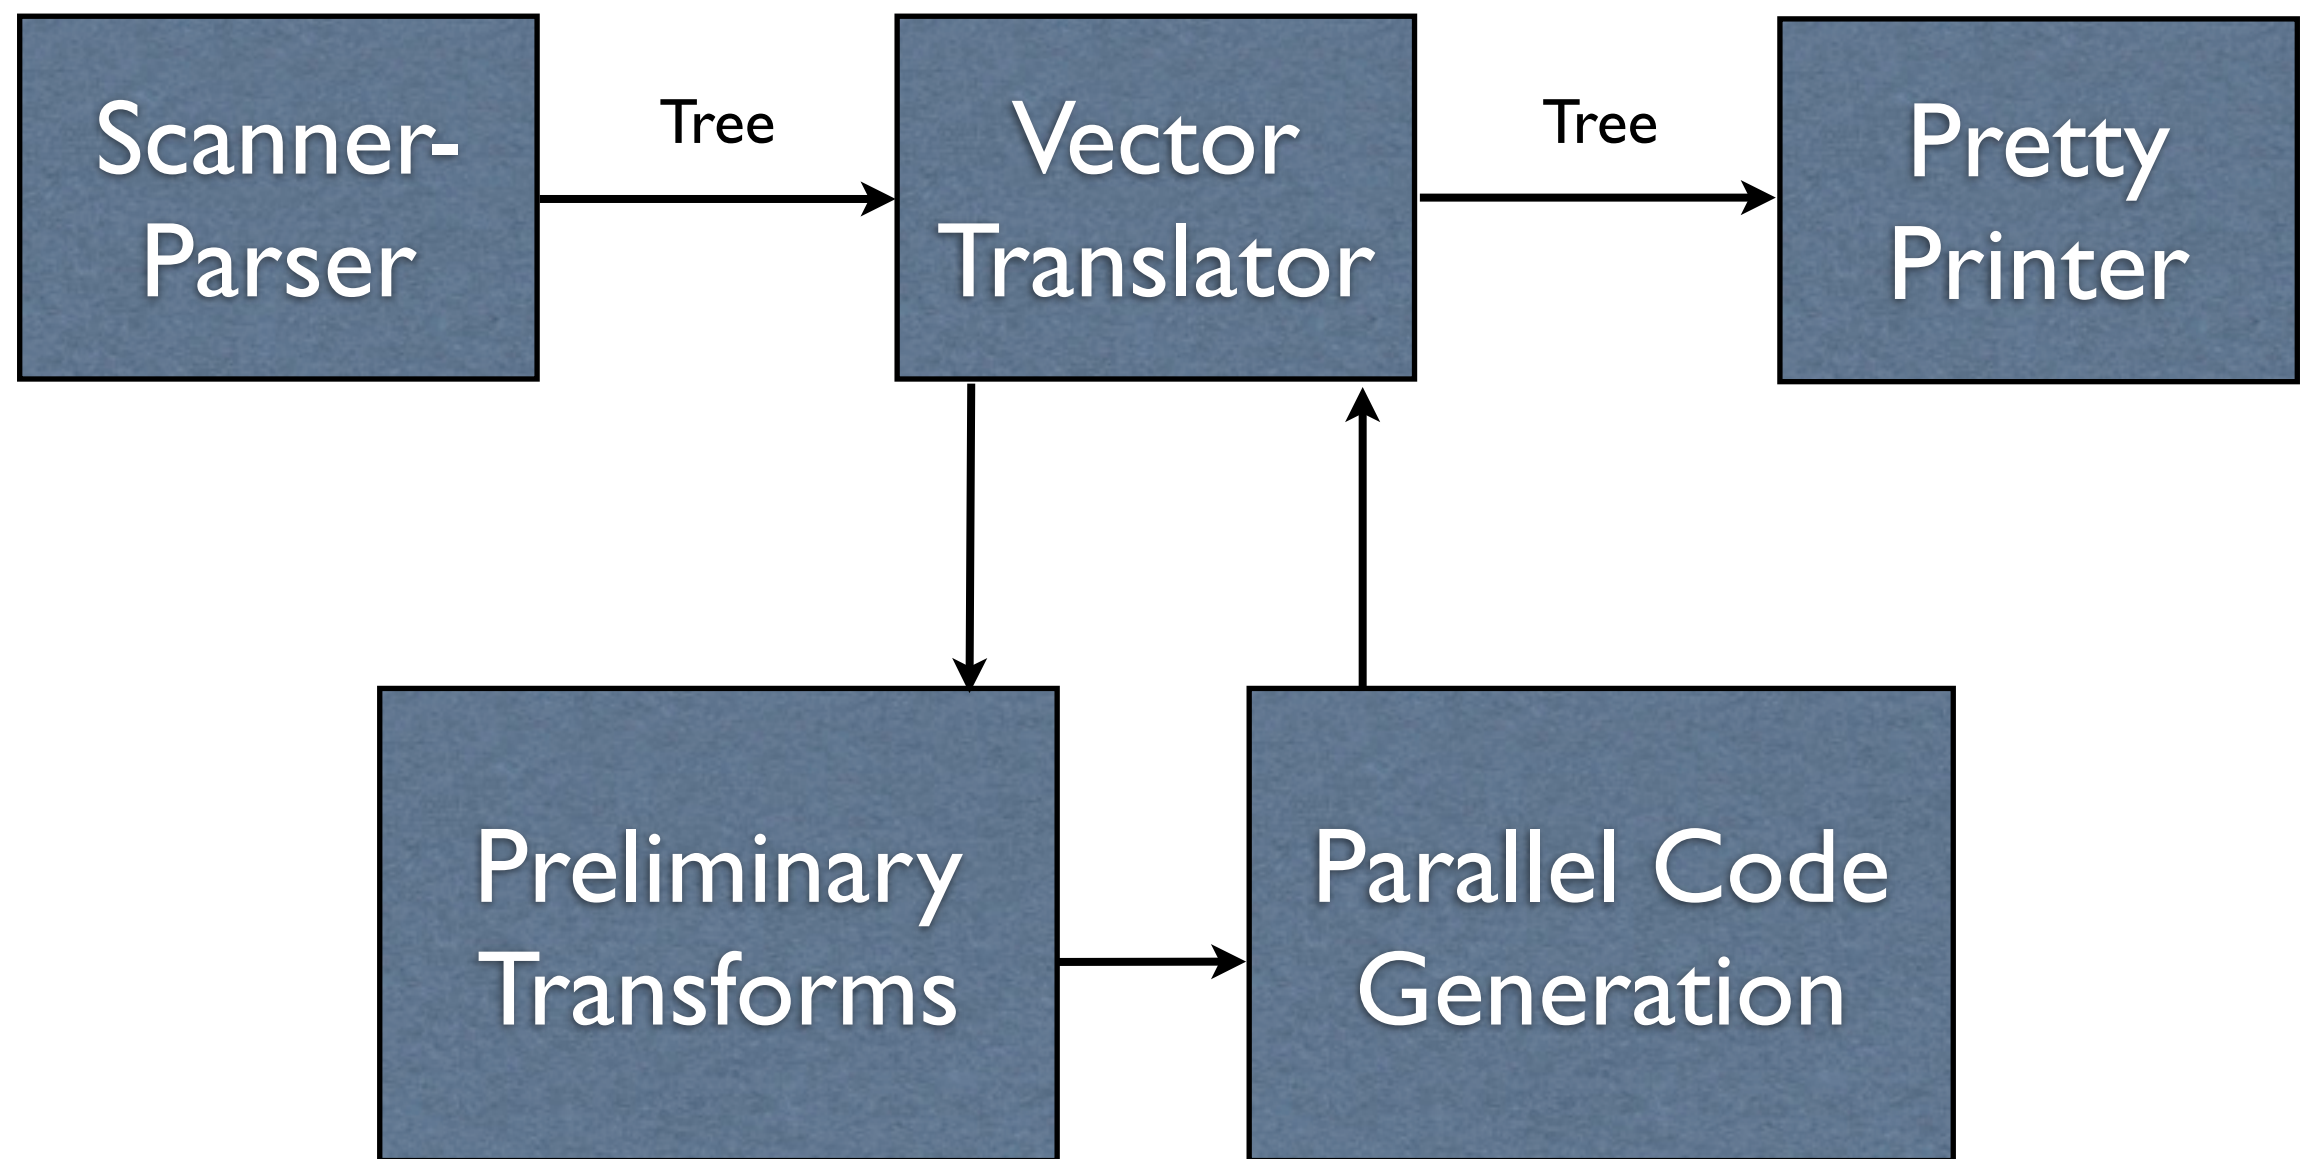 Scanner-
Parser
Tree
Vector
Translator
Tree
Pretty
Printer
Preliminary
Transforms
Parallel Code
Generation